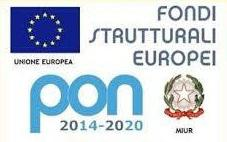 FONDI
STRUTTURALI
EUROPEI
UNIONE EUROPEA
pon
2014-2020
MIUR